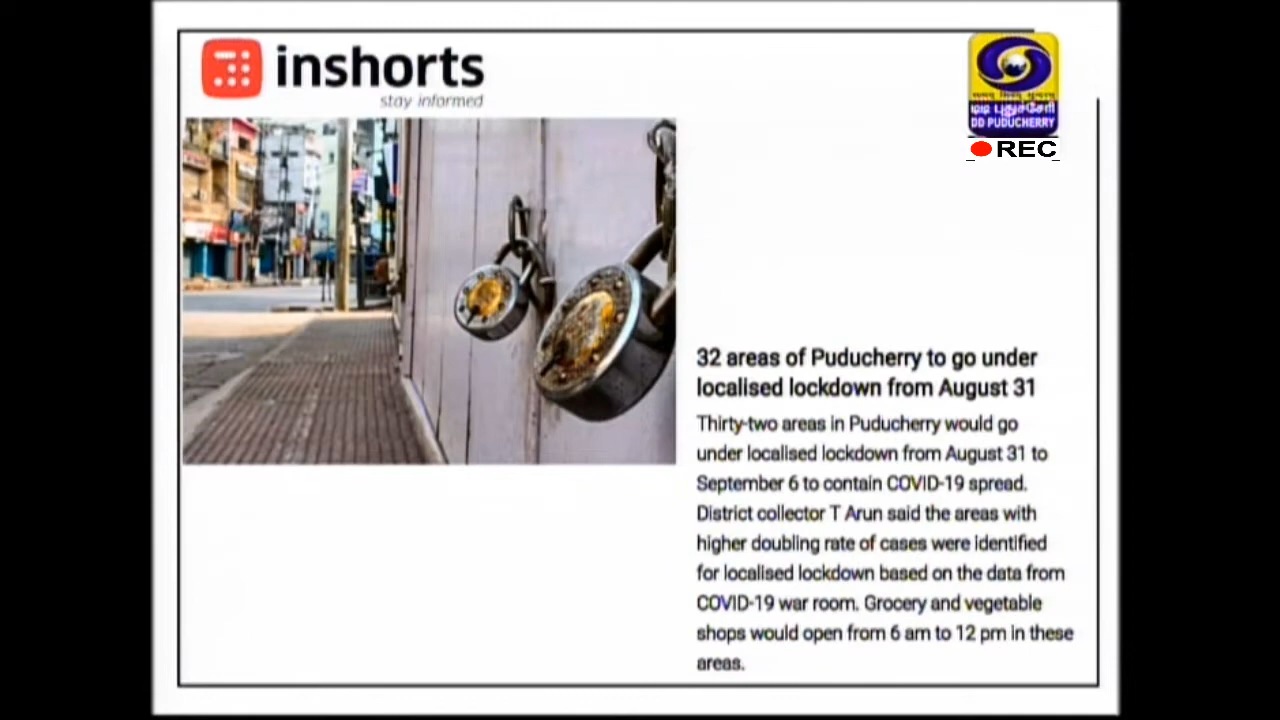 inshorts
stay informed
டிடி புதுச்சேரி
DD PUDUCHERRY
REC
32 areas of Puducherry to go under
localised lockdown from August 31
Thirty-two areas in Puducherry would go
under localised lockdown from August 31 to
September 6 to contain COVID-19 spread.
District collector T Arun said the areas with
higher doubling rate of cases were identified
for localised lockdown based on the data from
COVID-19 war room. Grocery and vegetable
shops would open from 6 am to 12 pm in these
areas.